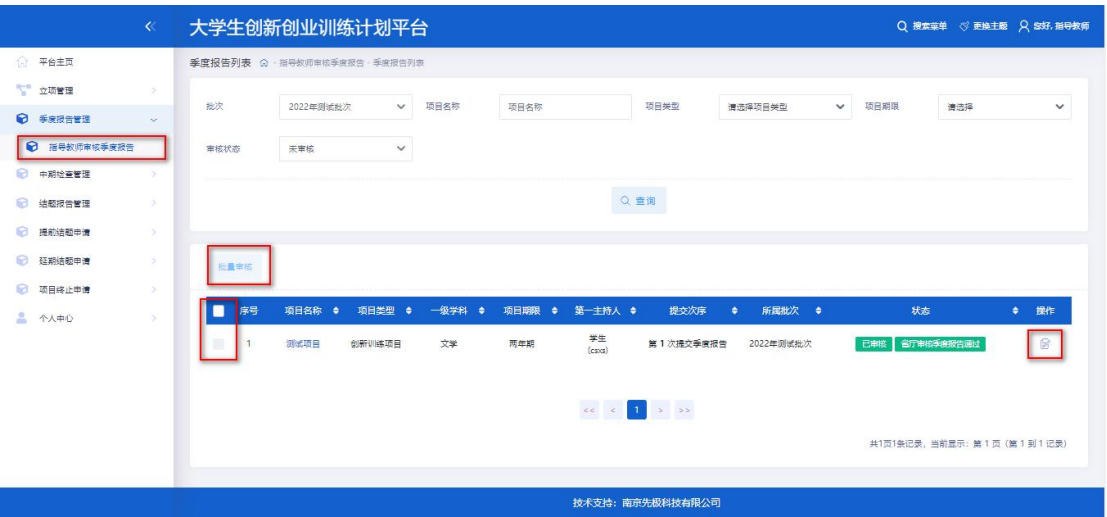 大学生创新创业训练计划平台
搜索菜单 更换主题 您好, 指导教师
平台主页
立项管理
季度报告管理
指导教师审核季度报告
中期检查管理
结题报告管理
提前结题申请
延期结题申请
项目终止申请
个人中心
季度报告列表 - 指导教师审核季度报告 - 季度报告列表
批次 2022年测试批次 项目名称 项目名称 项目类型 请选择项目类型 项目期限 请选择
审核状态 未审核
查询
批量审核
序号 项目名称 项目类型 一级学科 项目期限 第一主持人 提交次序 所属批次 状态 操作
1 测试项目 创新训练项目 文学 两年期 学生 第 1 次提交季度报告 2022年测试批次 已审核 省厅审核季度报告通过
(csxs)
<< < 1 > >>
共1页1条记录, 当前显示: 第 1 页 (第 1 到 1 记录)
技术支持: 南京先极科技有限公司